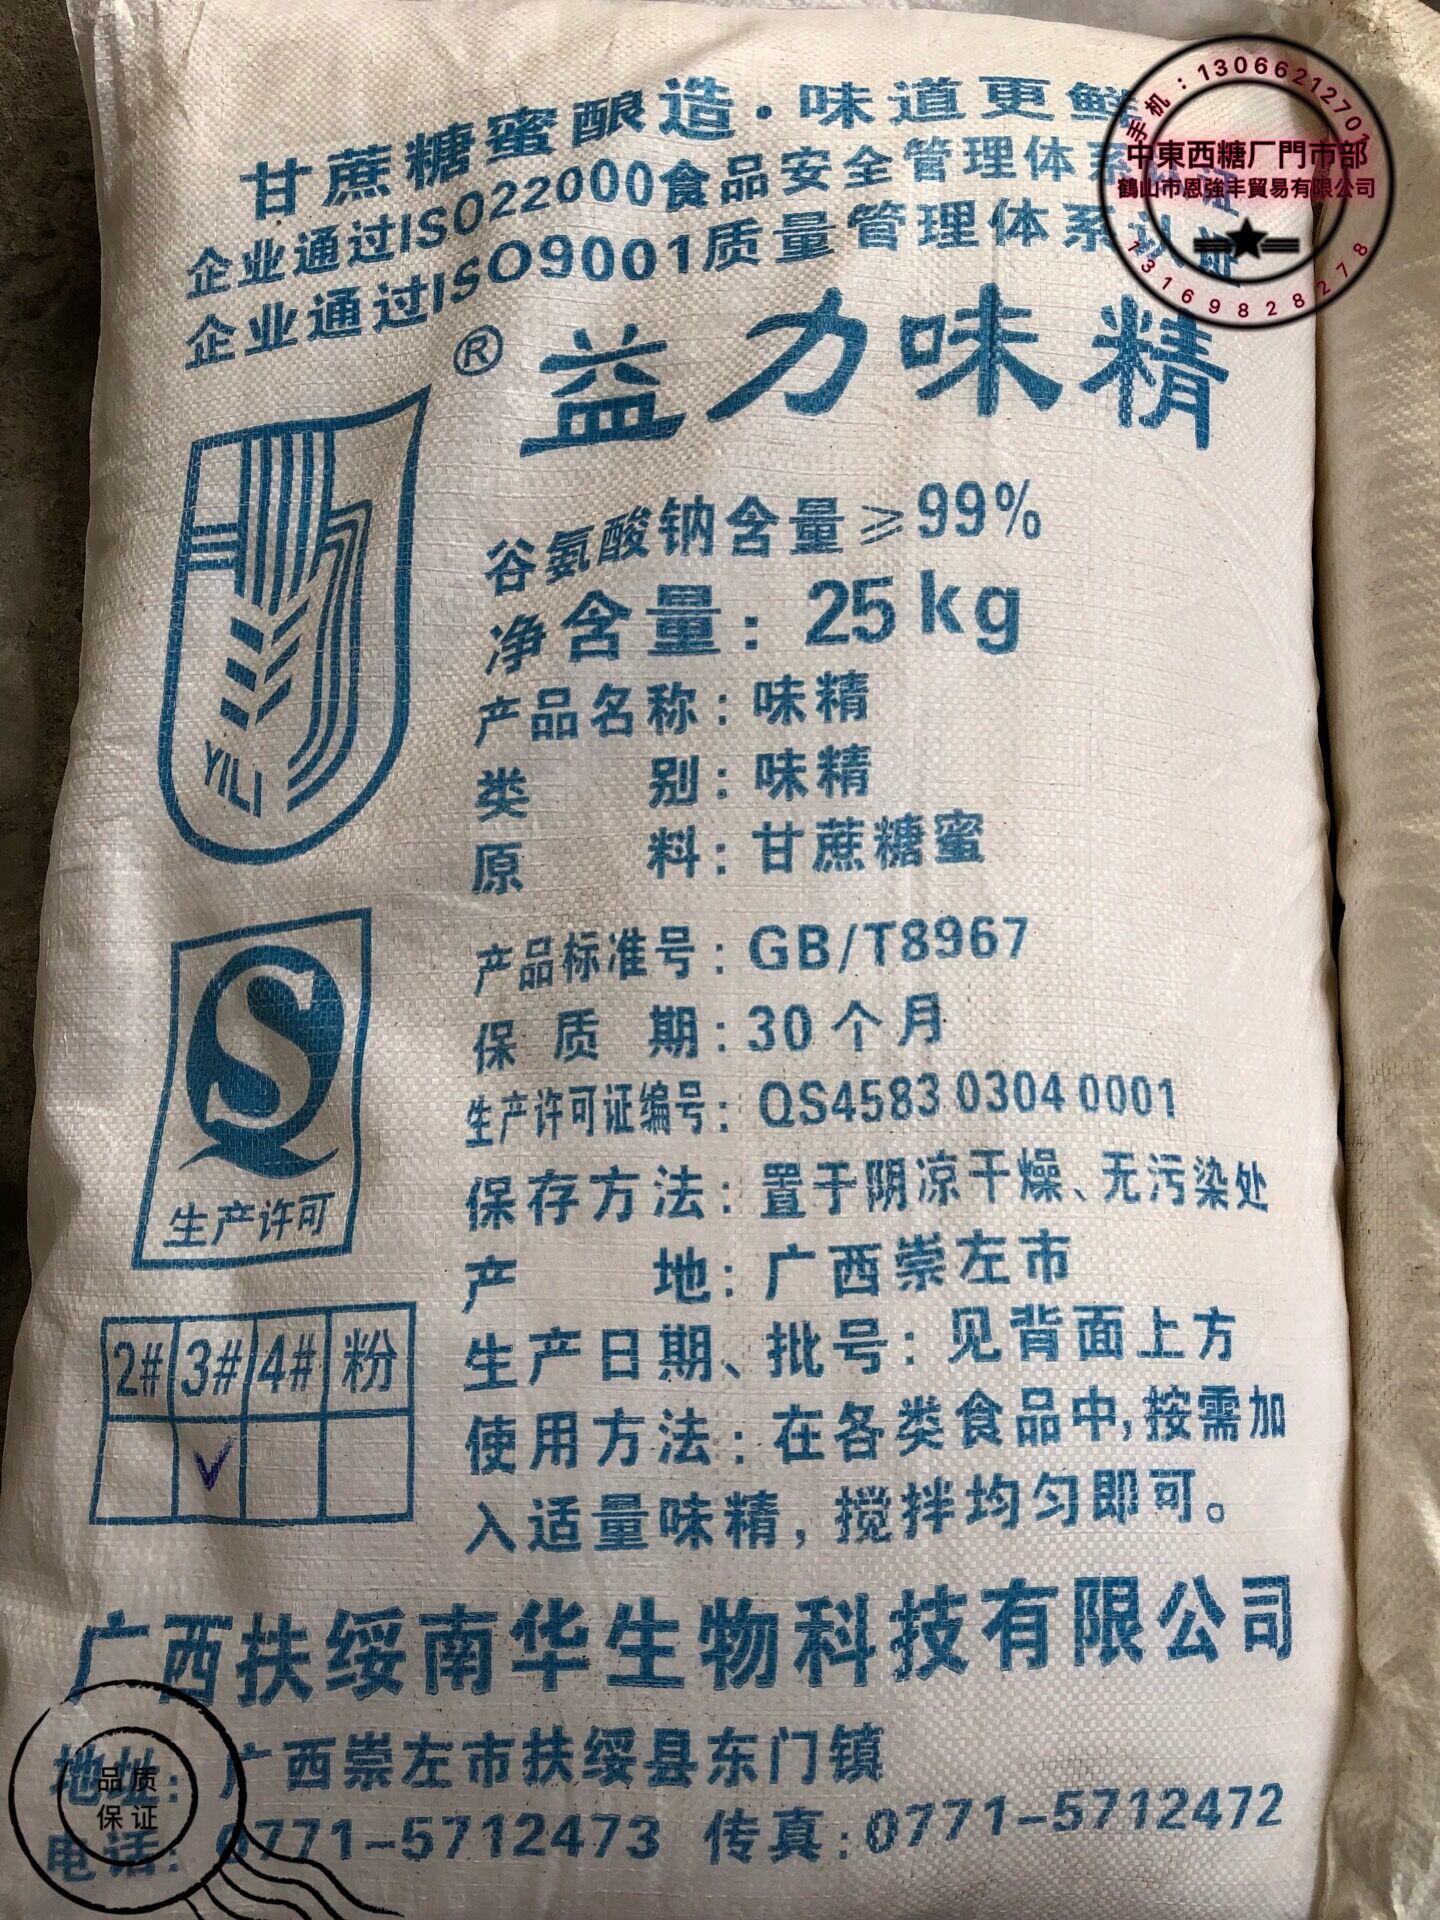 甘蔗糖蜜酿造·味道更鲜
企业通过ISO22000食品安全管理体系认证
企业通过ISO9001质量管理体系认证
® 益力味精
谷氨酸钠含量≥99%
净含量：25kg
产品名称：味精
类别：味精
原料：甘蔗糖蜜
产品标准号：GB/T8967
保质期：30个月
生产许可证编号：QS4583 0304 0001
保存方法：置于阴凉干燥、无污染处
产地：广西崇左市
生产日期、批号：见背面上方
使用方法：在各类食品中,按需加
入适量味精，搅拌均匀即可。
YILI
QS
生产许可
2# 3# 4# 粉
✓
广西扶绥南华生物科技有限公司
地址：广西崇左市扶绥县东门镇
电话：0771-5712473 传真：0771-5712472
手机：13066212701
中東西糖厂門市部
鶴山市恩強丰貿易有限公司
13169828278
品质
保证